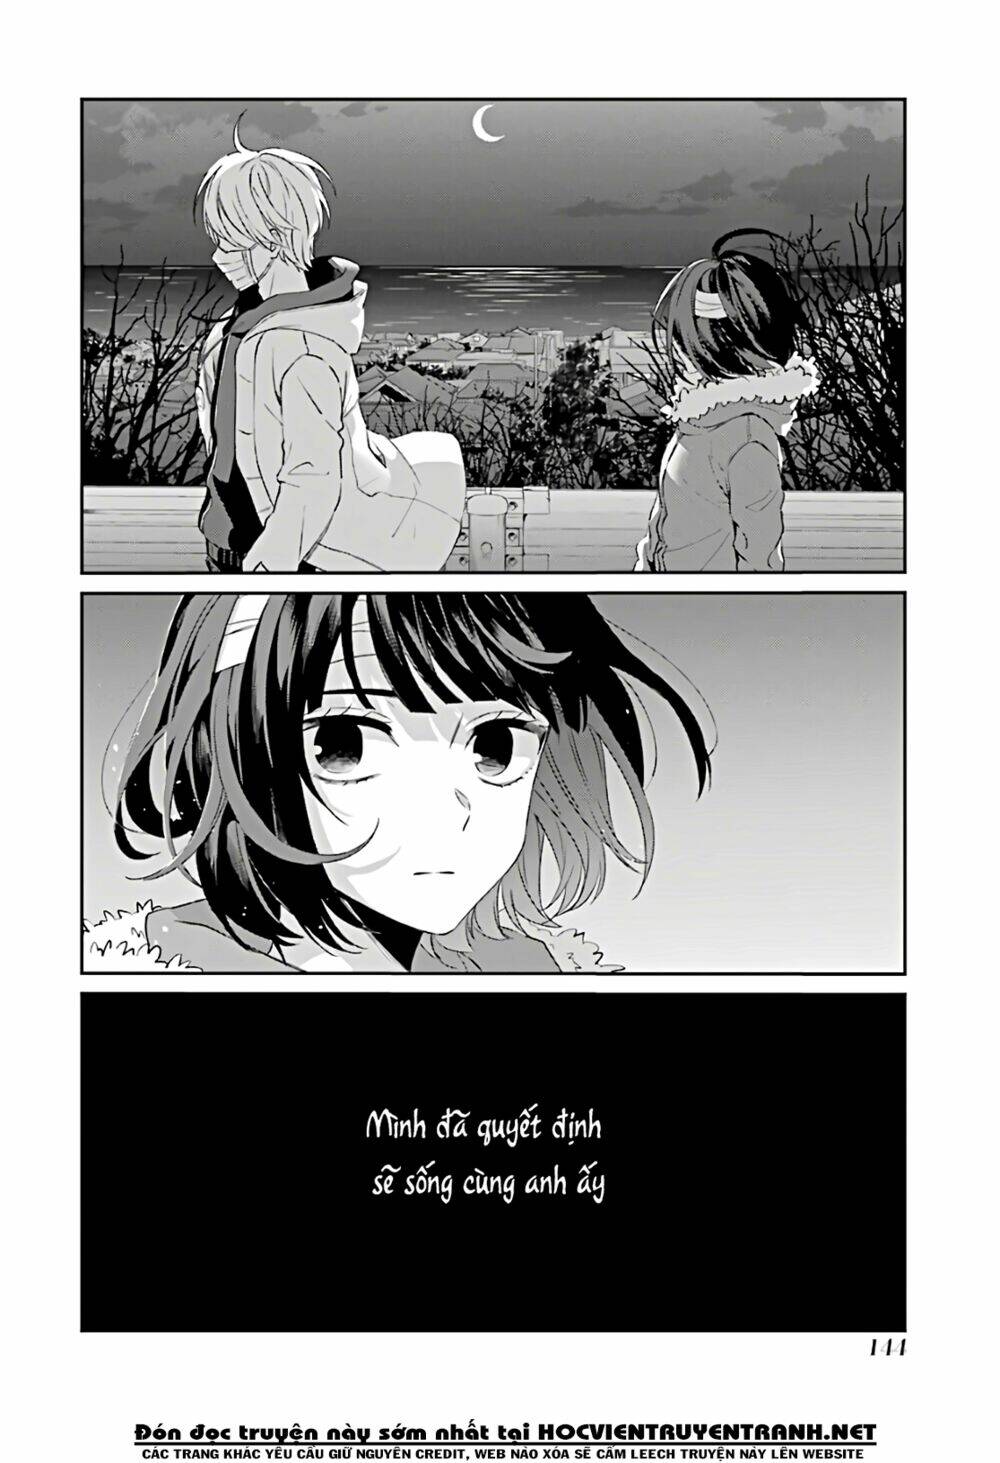 Mình đã quyết định
sẽ sống cùng anh ấy
144
Đón đọc truyện này sớm nhất tại HOCVIENTRUYENTRANH.NET
CÁC TRANG KHÁC YÊU CẦU GIỮ NGUYÊN CREDIT, WEB NÀO XÓA SẼ CẤM LEECH TRUYỆN NÀY LÊN WEBSITE